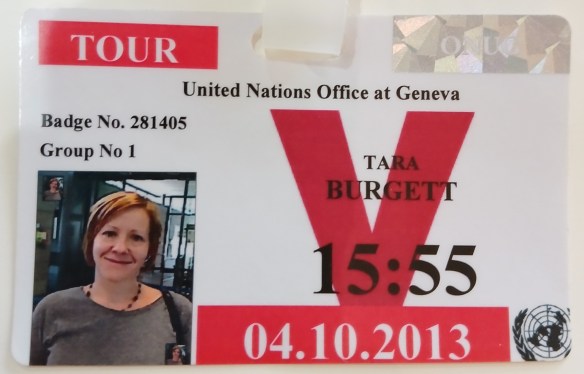 TOUR
United Nations Office at Geneva
Badge No. 281405
Group No 1
V
TARA
BURGETT
15:55
04.10.2013